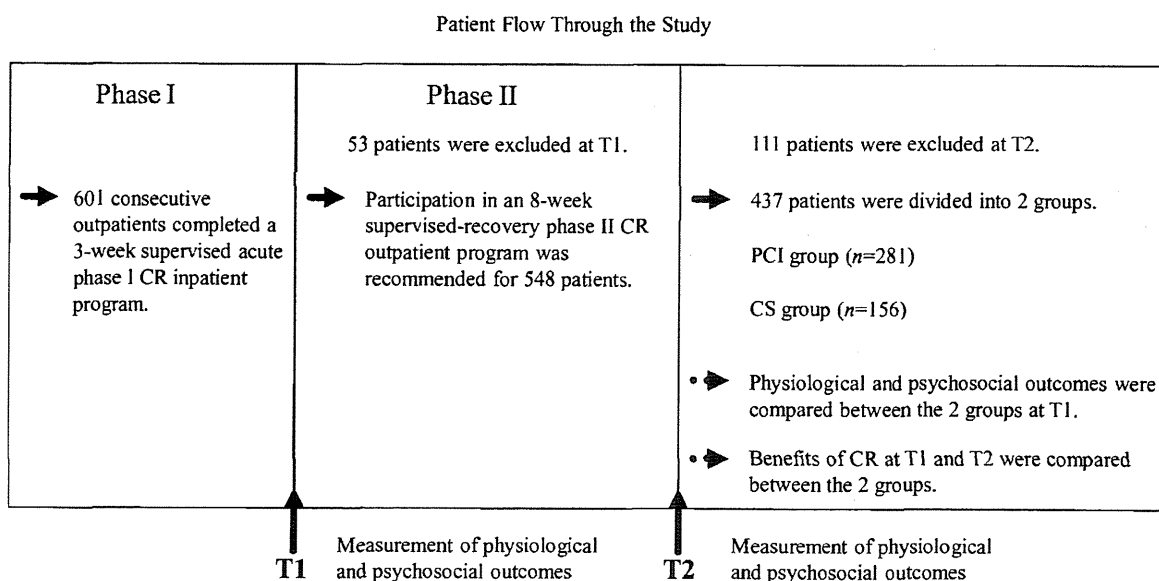 Patient Flow Through the Study
Phase I
601 consecutive
outpatients completed a
3-week supervised acute
phase I CR inpatient
program.
Phase II
53 patients were excluded at T1.
Participation in an 8-week
supervised-recovery phase II CR
outpatient program was
recommended for 548 patients.
111 patients were excluded at T2.
437 patients were divided into 2 groups.
PCI group (n=281)
CS group (n=156)
Physiological and psychosocial outcomes were
compared between the 2 groups at T1.
Benefits of CR at T1 and T2 were compared
between the 2 groups.
T1
Measurement of physiological
and psychosocial outcomes
T2
Measurement of physiological
and psychosocial outcomes